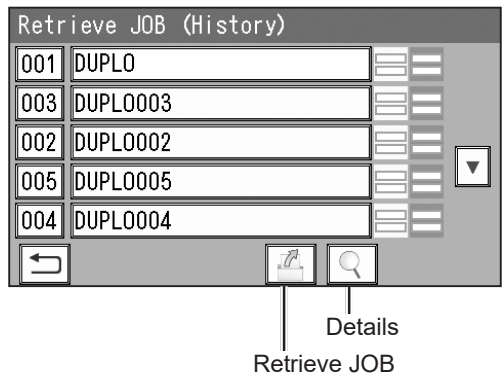 Retrieve JOB (History)
001 DUPLO
003 DUPLO003
002 DUPLO002
005 DUPLO005
004 DUPLO004
Details
Retrieve JOB